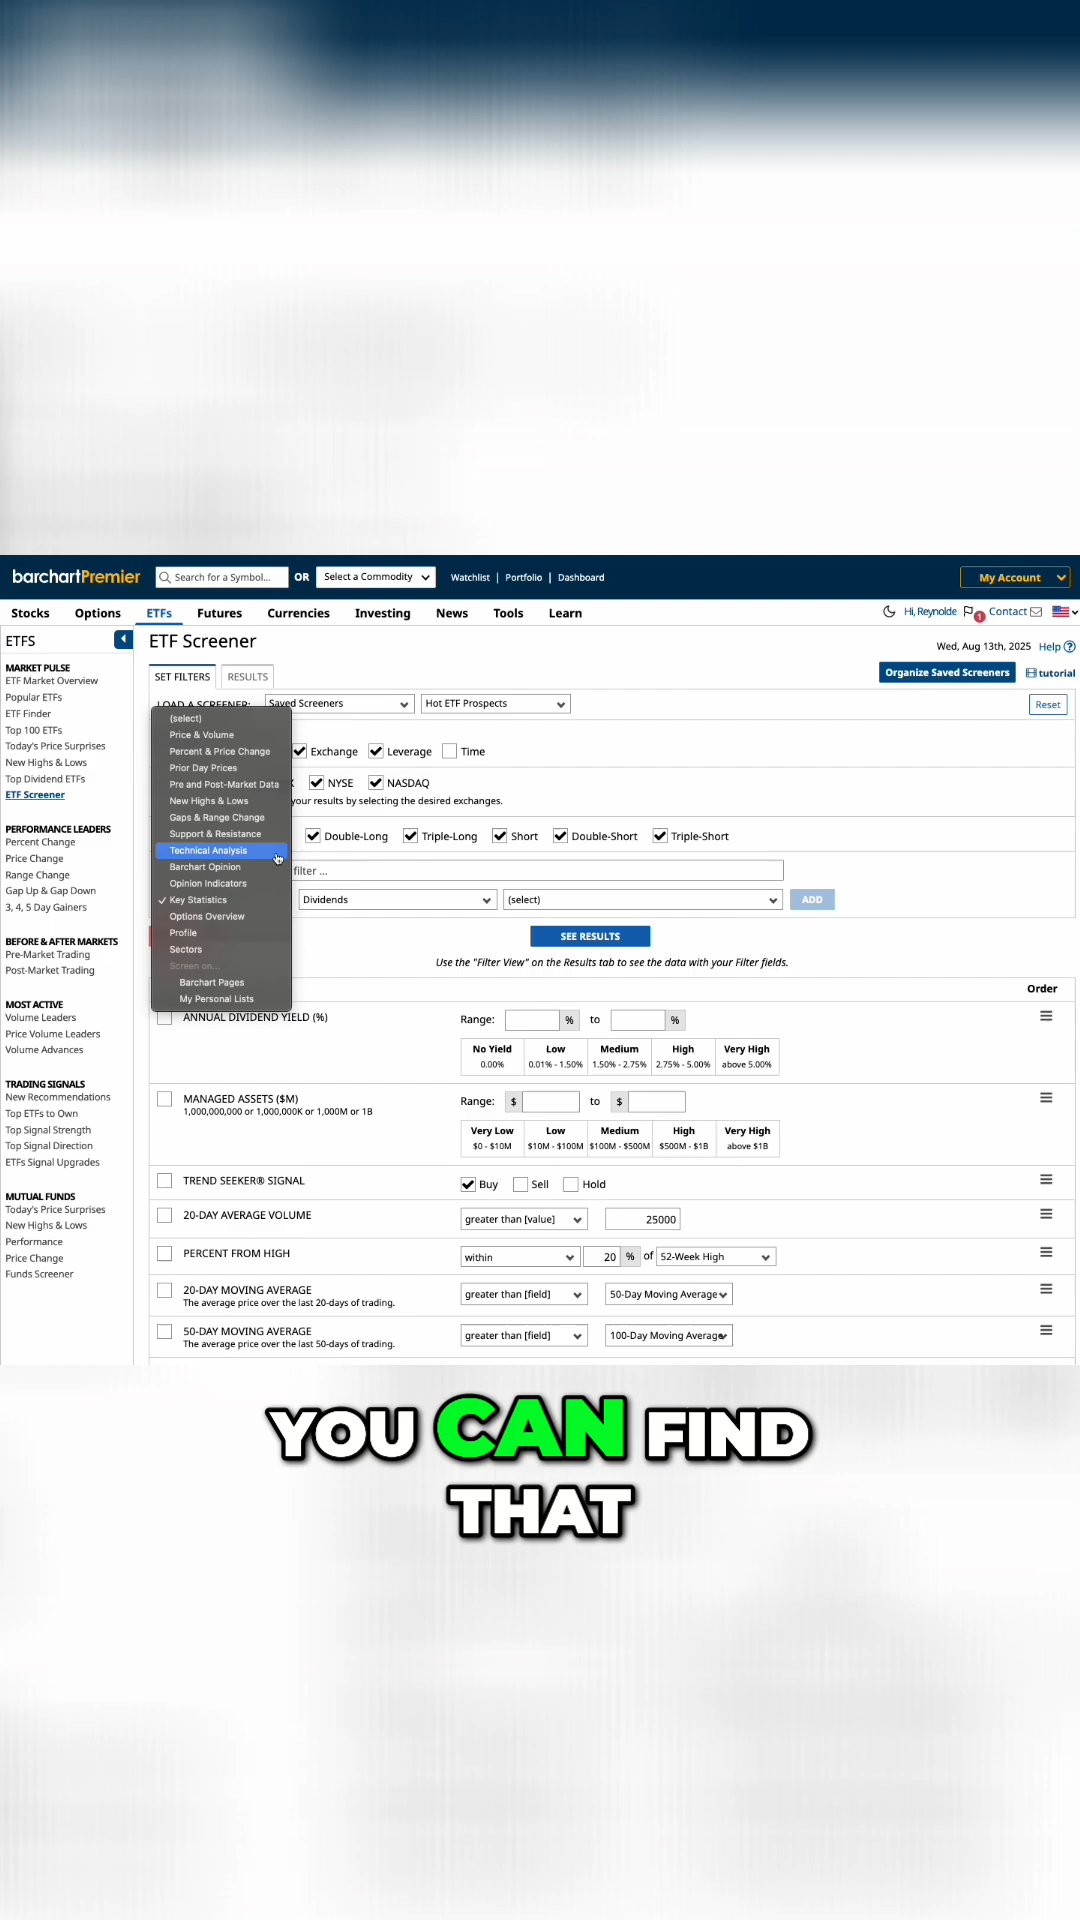 barchartPremier
Search for a Symbol...
OR
Select a Commodity
Watchlist | Portfolio | Dashboard
My Account
Stocks Options ETFs Futures Currencies Investing News Tools Learn
Hi, Reynolde
1
Contact
ETFS
ETF Screener
Wed, Aug 13th, 2025 Help
SET FILTERS RESULTS
Organize Saved Screeners
tutorial
LOAD A SCREENER: Saved Screeners Hot ETF Prospects Reset
MARKET PULSE
ETF Market Overview
Popular ETFs
ETF Finder
Top 100 ETFs
Today's Price Surprises
New Highs & Lows
Top Dividend ETFs
ETF Screener
PERFORMANCE LEADERS
Percent Change
Price Change
Range Change
Gap Up & Gap Down
3, 4, 5 Day Gainers
BEFORE & AFTER MARKETS
Pre-Market Trading
Post-Market Trading
MOST ACTIVE
Volume Leaders
Price Volume Leaders
Volume Advances
TRADING SIGNALS
New Recommendations
Top ETFs to Own
Top Signal Strength
Top Signal Direction
ETFs Signal Upgrades
MUTUAL FUNDS
Today's Price Surprises
New Highs & Lows
Performance
Price Change
Funds Screener
(select)
Price & Volume
Percent & Price Change
Prior Day Prices
Pre and Post-Market Data
New Highs & Lows
Gaps & Range Change
Support & Resistance
Technical Analysis
Barchart Opinion
Opinion Indicators
✓ Key Statistics
Options Overview
Profile
Sectors
Screen on...
Barchart Pages
My Personal Lists
Exchange Leverage Time
X NYSE NASDAQ
your results by selecting the desired exchanges.
Double-Long Triple-Long Short Double-Short Triple-Short
filter ...
Dividends (select) ADD
SEE RESULTS
Use the "Filter View" on the Results tab to see the data with your Filter fields.
Order
ANNUAL DIVIDEND YIELD (%) Range: % to %
No Yield Low Medium High Very High
0.00% 0.01% - 1.50% 1.50% - 2.75% 2.75% - 5.00% above 5.00%
MANAGED ASSETS ($M) Range: $ to $
1,000,000,000 or 1,000,000K or 1,000M or 1B
Very Low Low Medium High Very High
$0 - $10M $10M - $100M $100M - $500M $500M - $1B above $1B
TREND SEEKER® SIGNAL Buy Sell Hold
20-DAY AVERAGE VOLUME greater than [value] 25000
PERCENT FROM HIGH within 20 % of 52-Week High
20-DAY MOVING AVERAGE greater than [field] 50-Day Moving Average
The average price over the last 20-days of trading.
50-DAY MOVING AVERAGE greater than [field] 100-Day Moving Average
The average price over the last 50-days of trading.
YOU CAN FIND
THAT